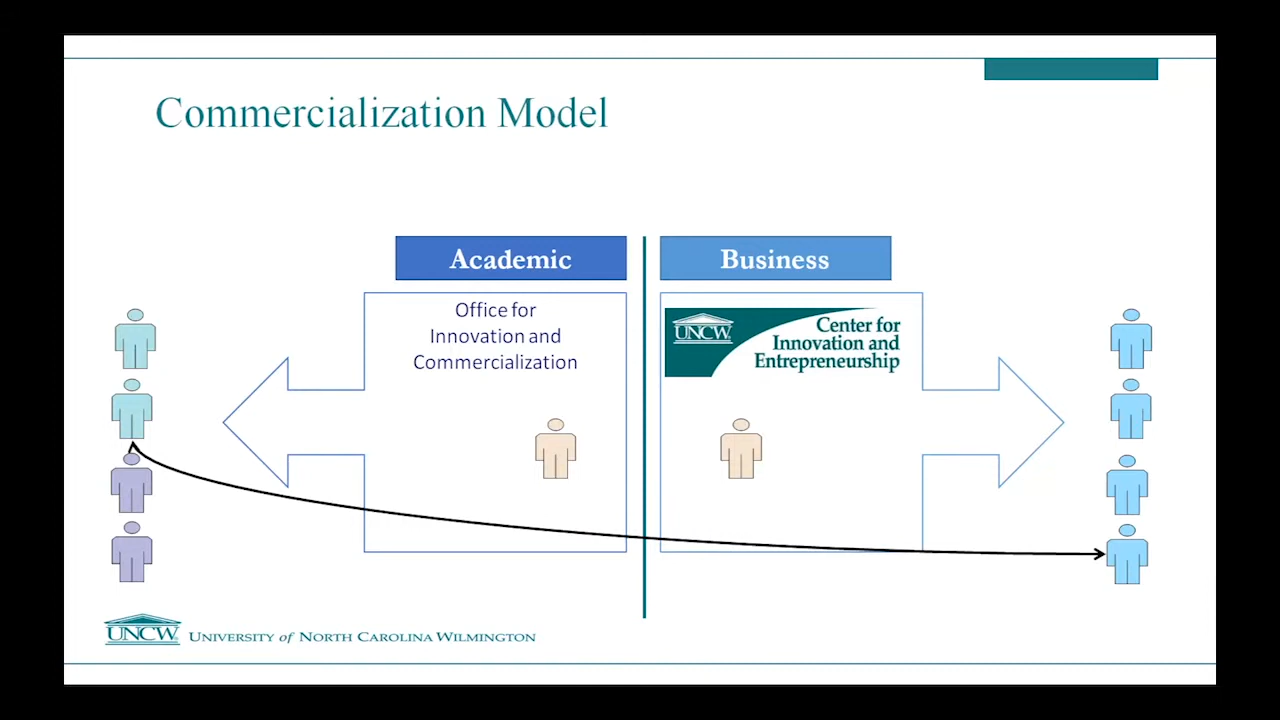 Commercialization Model
Academic
Business
Office for
Innovation and
Commercialization
UNCW
Center for
Innovation and
Entrepreneurship
UNCW
UNIVERSITY of NORTH CAROLINA WILMINGTON